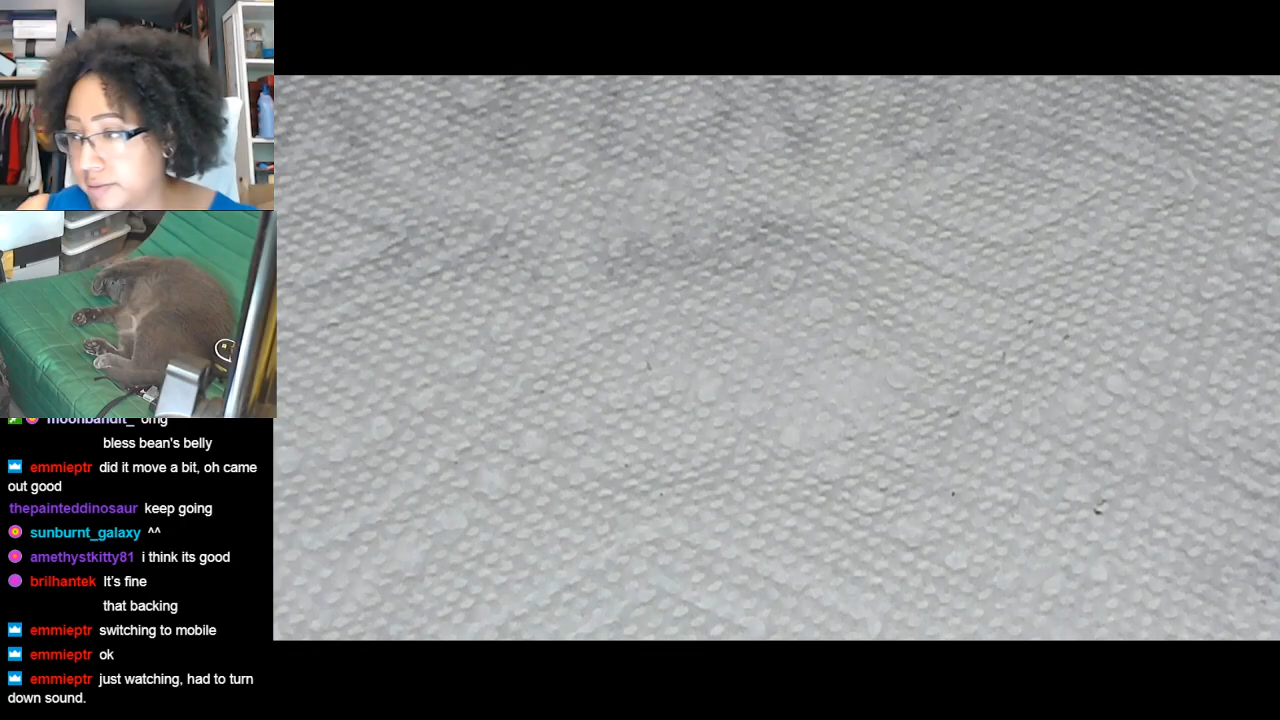 moonbandit_ omg
bless bean's belly
emmieptr did it move a bit, oh came
out good
thepainteddinosaur keep going
sunburnt_galaxy ^^
amethystkitty81 i think its good
brilhantek It's fine
that backing
emmieptr switching to mobile
emmieptr ok
emmieptr just watching, had to turn
down sound.